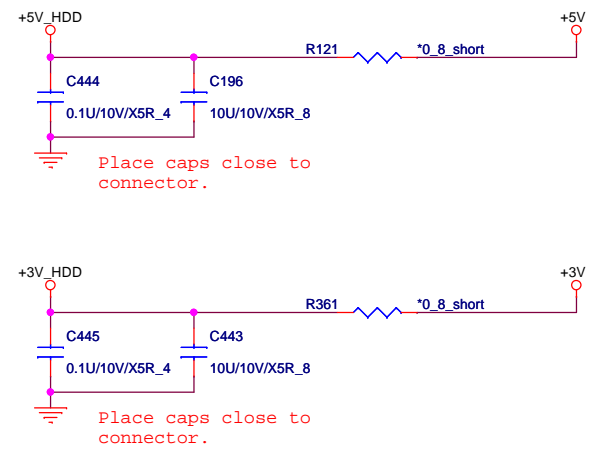 +5V_HDD +5V
R121 *0_8_short
C444 C196
0.1U/10V/X5R_4 10U/10V/X5R_8
Place caps close to
connector.
+3V_HDD +3V
R361 *0_8_short
C445 C443
0.1U/10V/X5R_4 10U/10V/X5R_8
Place caps close to
connector.